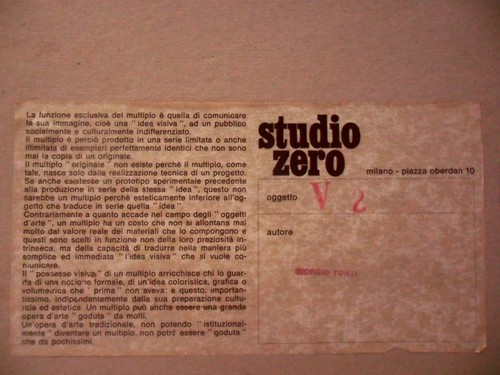 La funzione esclusiva del multiplo è quella di comunicare
la sua immagine, cioè una " idea visiva ", ad un pubblico
socialmente e culturalmente indifferenziato.
Il multiplo è perchè prodotto in una serie limitata o anche
illimitata di esemplari perfettamente identici che non sono
mai la copia di un originale.
Il multiplo " originale " non esiste perchè il multiplo, come
tale, nasce solo dalla realizzazione tecnica di un progetto.
Se anche esistesse un prototipo sperimentale precedente
alla produzione in serie della stessa " idea ", questo non
sarebbe un multiplo perchè esteticamente inferiore all'og-
getto che traduce in serie quella " idea ".
Contrariamente a quanto accade nel campo degli " oggetti
d'arte ", un multiplo ha un costo che non si allontana mai
molto dal valore reale dei materiali che lo compongono e
questi sono scelti in funzione non della loro preziosità in-
trinseca, ma della capacità di tradurre nella maniera più
semplice ed immediata " l'idea visiva " che si vuole co-
municare.
Il " possesso visivo " di un multiplo arricchisce chi lo guar-
da di una nozione formale, di un'idea coloristica, grafica o
volumetrica che " prima " non aveva: e questo, importan-
tissimo, indipendentemente dalla sua preparazione cultura-
le ed estetica. Un multiplo può anche essere una grande
opera d'arte " goduta " da molti.
Un'opera d'arte tradizionale, non potendo " istituzional-
mente " diventare un multiplo, non potrà essere " goduta "
che da pochissimi.
studio
zero
milano - piazza oberdan 10
oggetto V 2
autore
GIORGIO